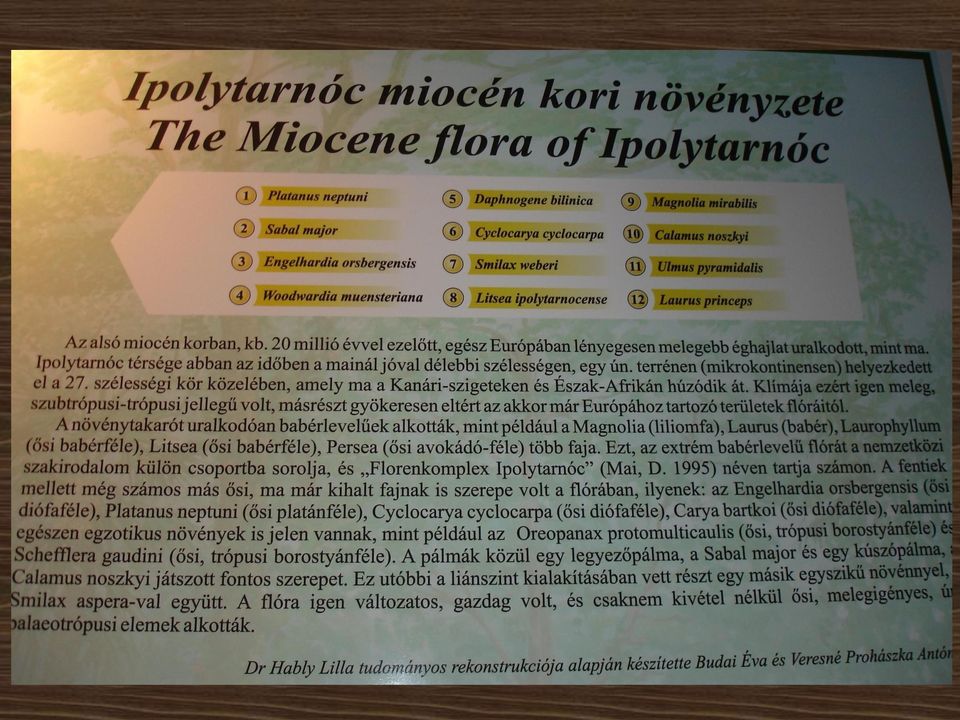 Ipolytarnóc miocén kori növényzete
The Miocene flora of Ipolytarnóc
1 Platanus neptuni
2 Sabal major
3 Engelhardia orsbergensis
4 Woodwardia muensteriana
5 Daphnogene bilinica
6 Cyclocarya cyclocarpa
7 Smilax weberi
8 Litsea ipolytarnocense
9 Magnolia mirabilis
10 Calamus noszkyi
11 Ulmus pyramidalis
12 Laurus princeps
Az alsó miocén korban, kb. 20 millió évvel ezelőtt, egész Európában lényegesen melegebb éghajlat uralkodott, mint ma.
Ipolytarnóc térsége abban az időben a mainál jóval délebbi szélességen, egy ún. terrénen (mikrokontinensen) helyezkedett
el a 27. szélességi kör közelében, amely ma a Kanári-szigeteken és Észak-Afrikán húzódik át. Klímája ezért igen meleg,
szubtrópusi-trópusi jellegű volt, másrészt gyökeresen eltért az akkor már Európához tartozó területek flóráitól.
A növénytakarót uralkodóan babérlevelűek alkották, mint például a Magnolia (liliomfa), Laurus (babér), Laurophyllum
(ősi babérféle), Litsea (ősi babérféle), Persea (ősi avokádó-féle) több faja. Ezt, az extrém babérlevelű flórát a nemzetközi
szakirodalom külön csoportba sorolja, és „Florenkomplex Ipolytarnóc” (Mai, D. 1995) néven tartja számon. A fentiek
mellett még számos más ősi, ma már kihalt fajnak is szerepe volt a flórában, ilyenek: az Engelhardia orsbergensis (ősi
diófaféle), Platanus neptuni (ősi platánféle), Cyclocarya cyclocarpa (ősi diófaféle), Carya bartkoi (ősi diófaféle), valamint
egészen egzotikus növények is jelen vannak, mint például az Oreopanax protomulticaulis (ősi, trópusi borostyánféle) és
Schefflera gaudini (ősi, trópusi borostyánféle). A pálmák közül egy legyezőpálma, a Sabal major és egy kúszópálma, a
Calamus noszkyi játszott fontos szerepet. Ez utóbbi a liánszint kialakításában vett részt egy másik egyszikű növénnyel,
Smilax aspera-val együtt. A flóra igen változatos, gazdag volt, és csaknem kivétel nélkül ősi, melegigényes, ún
palaeotrópusi elemek alkották.
Dr Hably Lilla tudományos rekonstrukciója alapján készítette Budai Éva és Veresné Prohászka Antón